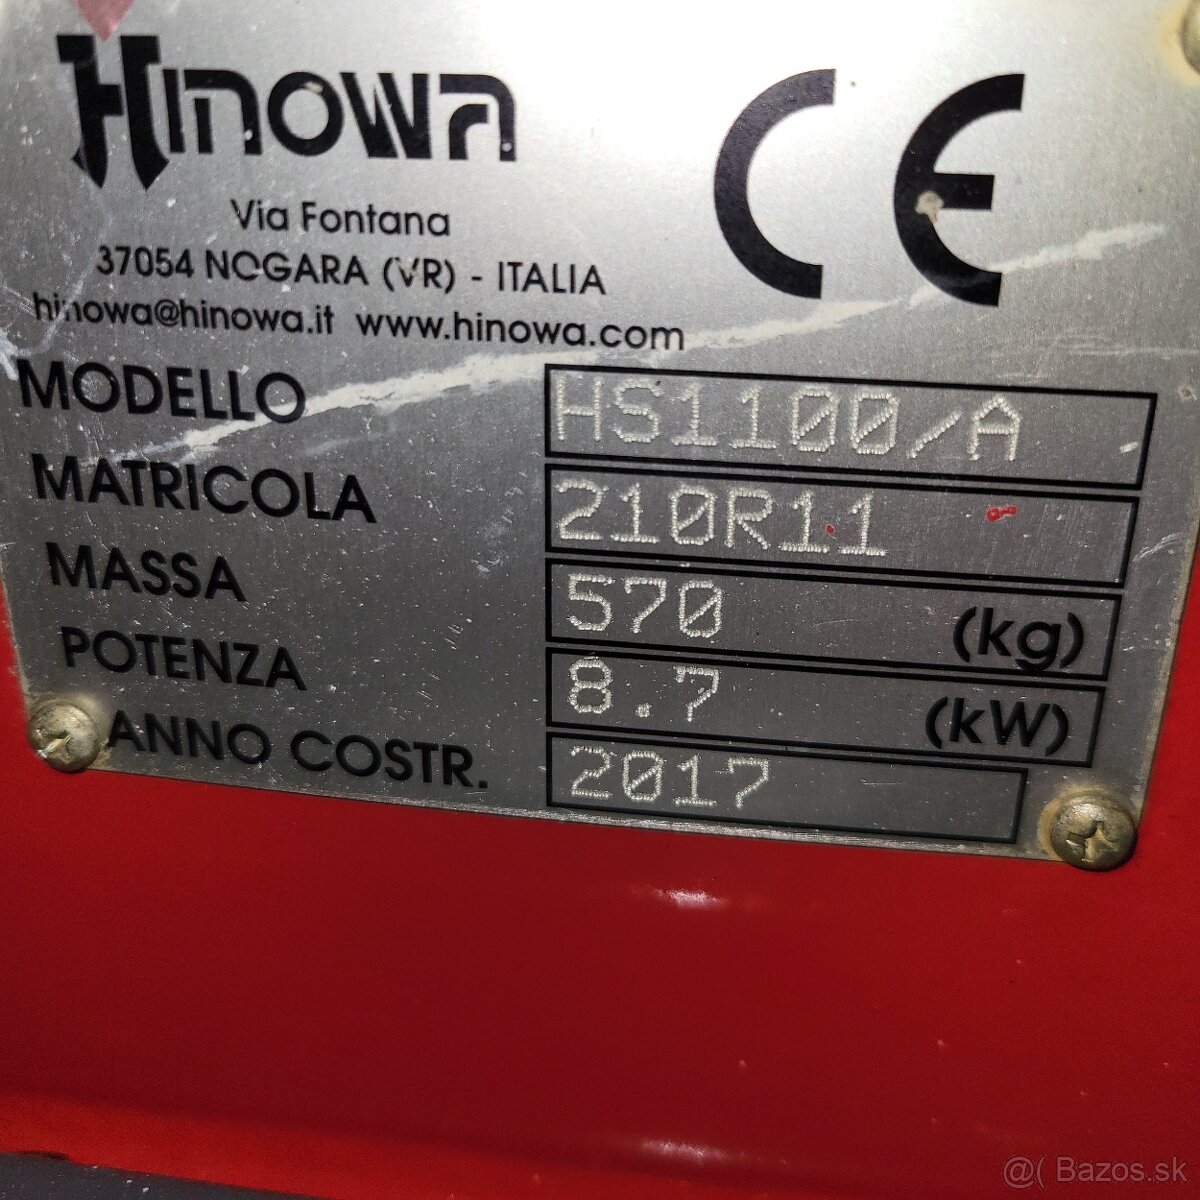 HINOWA
CE
Via Fontana
37054 NOGARA (VR) - ITALIA
hinowa@hinowa.it www.hinowa.com
MODELLO HS1100/A
MATRICOLA 210R11
MASSA 570 (kg)
POTENZA 8.7 (kW)
ANNO COSTR. 2017
@( Bazos.sk